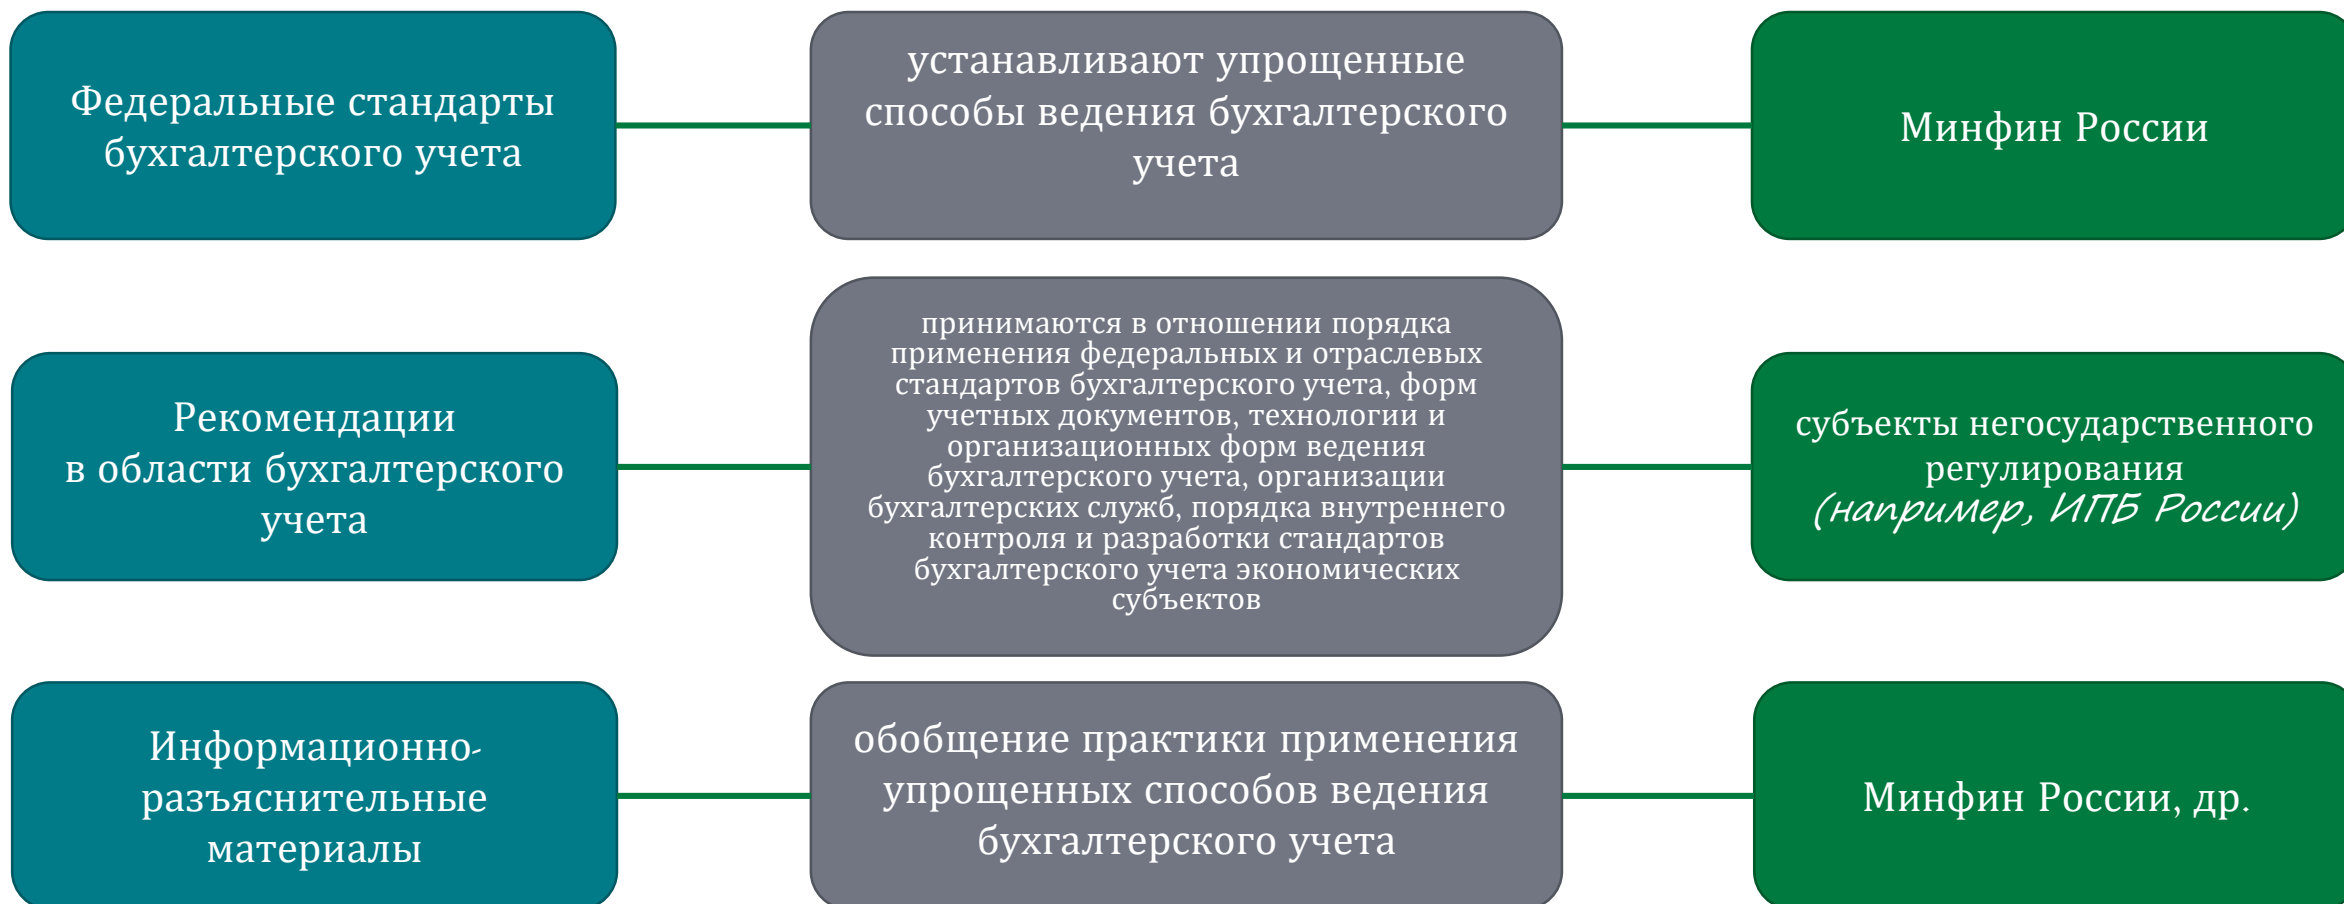 Федеральные стандарты
бухгалтерского учета
устанавливают упрощенные
способы ведения бухгалтерского
учета
Минфин России
Рекомендации
в области бухгалтерского
учета
принимаются в отношении порядка
применения федеральных и отраслевых
стандартов бухгалтерского учета, форм
учетных документов, технологии и
организационных форм ведения
бухгалтерского учета, организации
бухгалтерских служб, порядка внутреннего
контроля и разработки стандартов
бухгалтерского учета экономических
субъектов
субъекты негосударственного
регулирования
(например, ИПБ России)
Информационно-
разъяснительные
материалы
обобщение практики применения
упрощенных способов ведения
бухгалтерского учета
Минфин России, др.